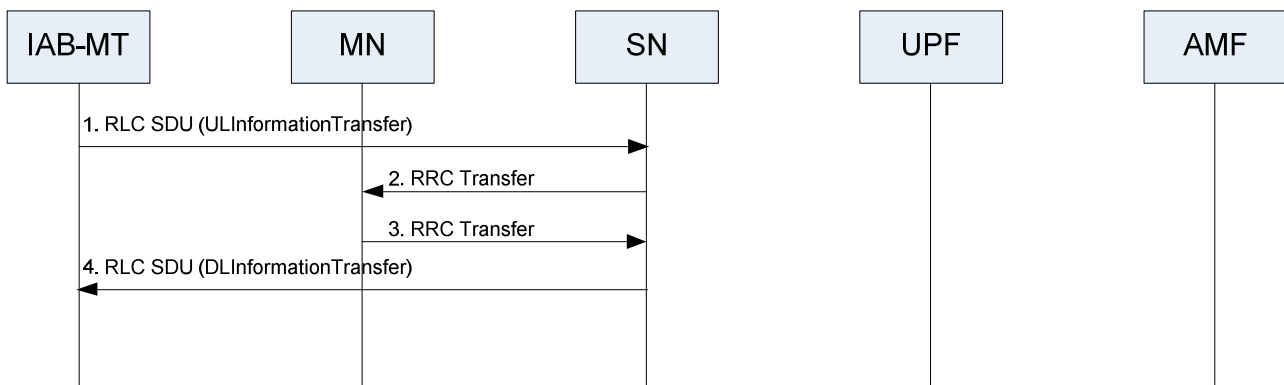 IAB-MT
MN
SN
UPF
AMF
1. RLC SDU (ULInformationTransfer)
2. RRC Transfer
3. RRC Transfer
4. RLC SDU (DLInformationTransfer)